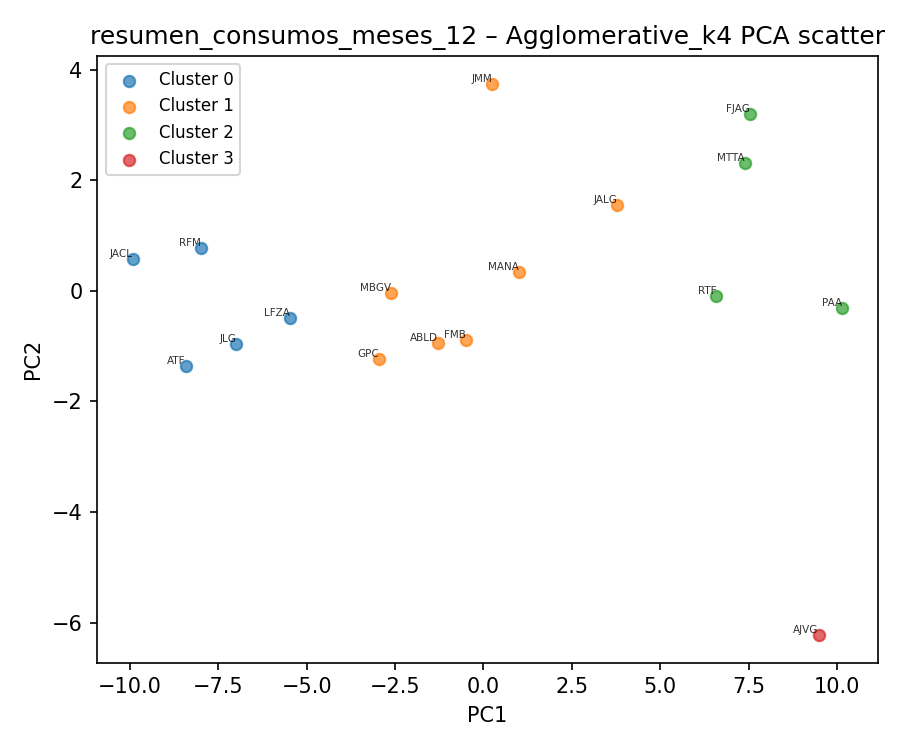 resumen_consumos_meses_12 – Agglomerative_k4 PCA scatter
Cluster 0
Cluster 1
Cluster 2
Cluster 3
4
2
0
−2
−4
−6
PC2
JMM
FJAG
MTTA
JALG
RFM
JACL
MANA
MBGV
RTF
PAA
LFZA
JLG
ABLD
FMB
GPC
ATF
AJVG
−10.0
−7.5
−5.0
−2.5
0.0
2.5
5.0
7.5
10.0
PC1